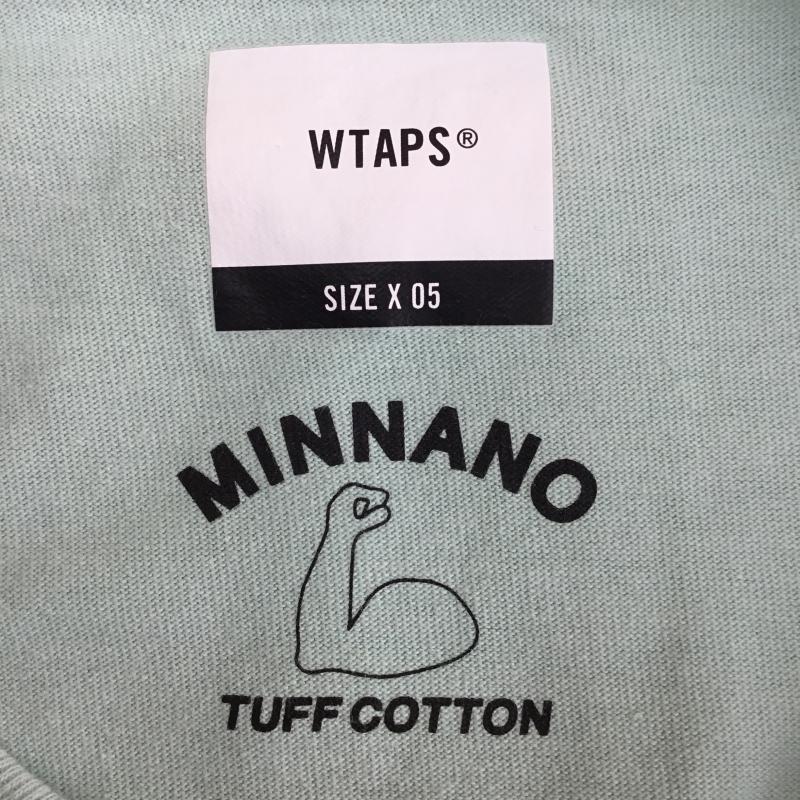 WTAPS®
SIZE X 05
MINNANO
TUFF COTTON